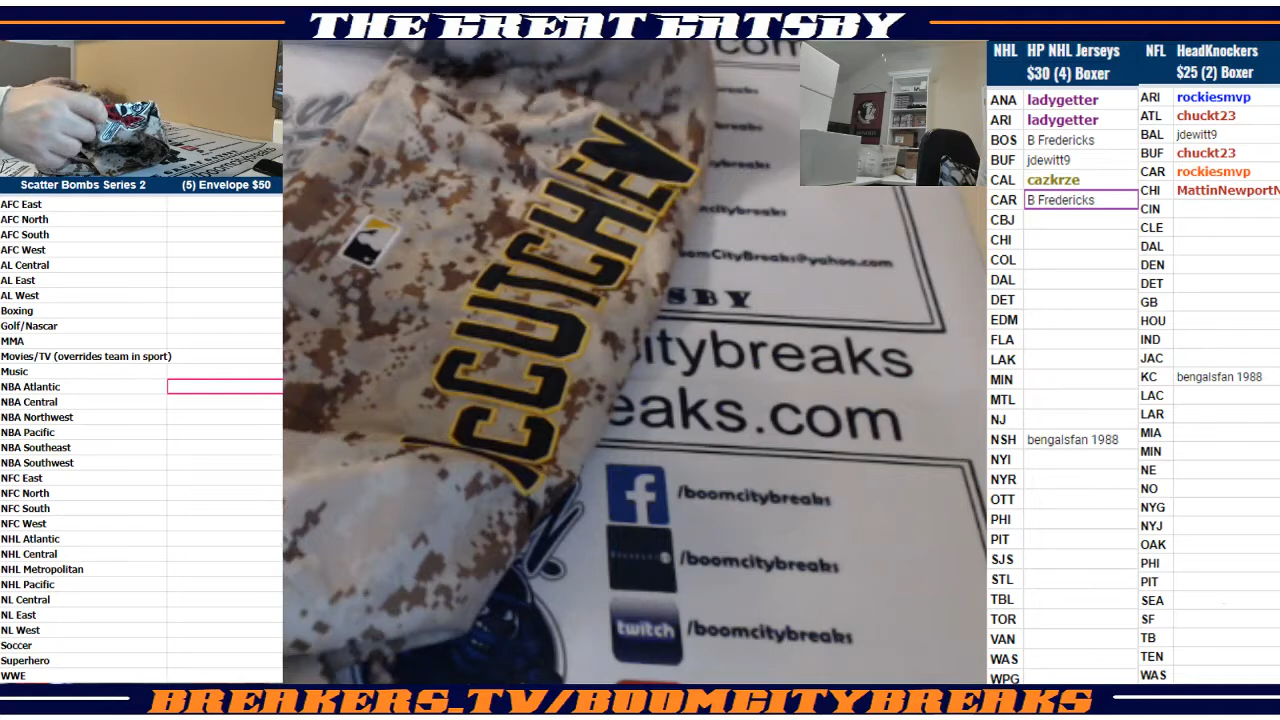 THE GREAT GATSBY
Scatter Bombs Series 2 (5) Envelope $50
AFC East
AFC North
AFC South
AFC West
AL Central
AL East
AL West
Boxing
Golf/Nascar
MMA
Movies/TV (overrides team in sport)
Music
NBA Atlantic
NBA Central
NBA Northwest
NBA Pacific
NBA Southeast
NBA Southwest
NFC East
NFC North
NFC South
NFC West
NHL Atlantic
NHL Central
NHL Metropolitan
NHL Pacific
NL Central
NL East
NL West
Soccer
Superhero
WWE
CCUTCHEN
omCityBreaks@yahoo.com
SBY
itybreaks
eaks.com
/boomcitybreaks
/boomcitybreaks
twitch /boomcitybreaks
NHL HP NHL Jerseys
$30 (4) Boxer
ANA ladygetter
ARI ladygetter
BOS B Fredericks
BUF jdewitt9
CAL cazkrze
CAR B Fredericks
CBJ
CHI
COL
DAL
DET
EDM
FLA
LAK
MIN
MTL
NJ
NSH bengalsfan 1988
NYI
NYR
OTT
PHI
PIT
SJS
STL
TBL
TOR
VAN
WAS
WPG
NFL HeadKnockers
$25 (2) Boxer
ARI rockiesmvp
ATL chuckt23
BAL jdewitt9
BUF chuckt23
CAR rockiesmvp
CHI MattinNewportN
CIN
CLE
DAL
DEN
DET
GB
HOU
IND
JAC
KC bengalsfan 1988
LAC
LAR
MIA
MIN
NE
NO
NYG
NYJ
OAK
PHI
PIT
SEA
SF
TB
TEN
WAS
BREAKERS.TV/BOOMCITYBREAKS